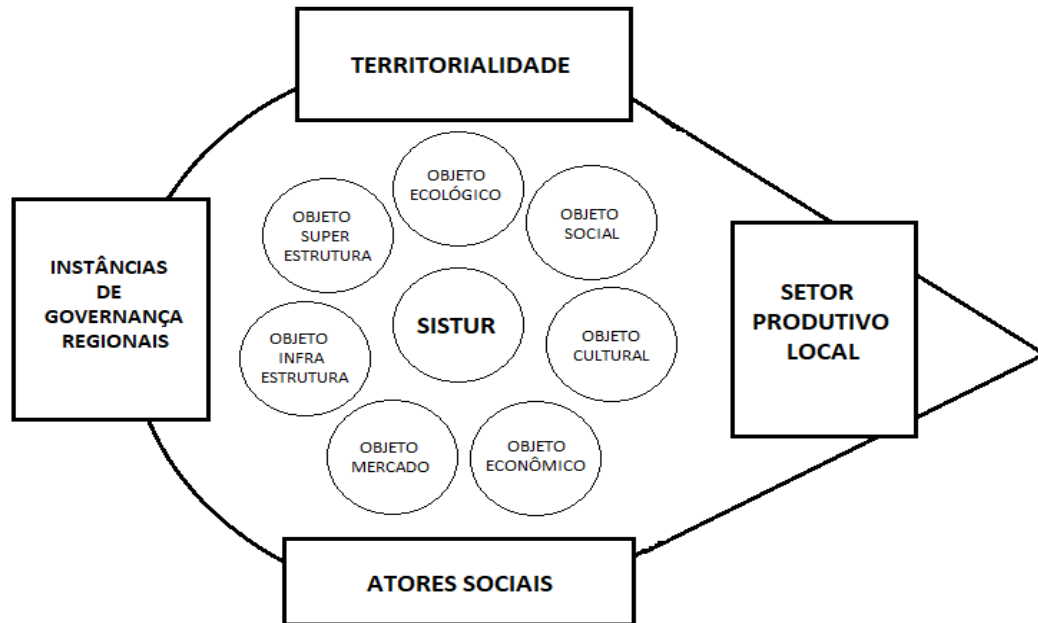 TERRITORIALIDADE
OBJETO
ECOLÓGICO
OBJETO
SUPER
ESTRUTURA
OBJETO
SOCIAL
INSTÂNCIAS
DE
GOVERNANÇA
REGIONAIS
SISTUR
SETOR
PRODUTIVO
LOCAL
OBJETO
INFRA
ESTRUTURA
OBJETO
CULTURAL
OBJETO
MERCADO
OBJETO
ECONÔMICO
ATORES SOCIAIS